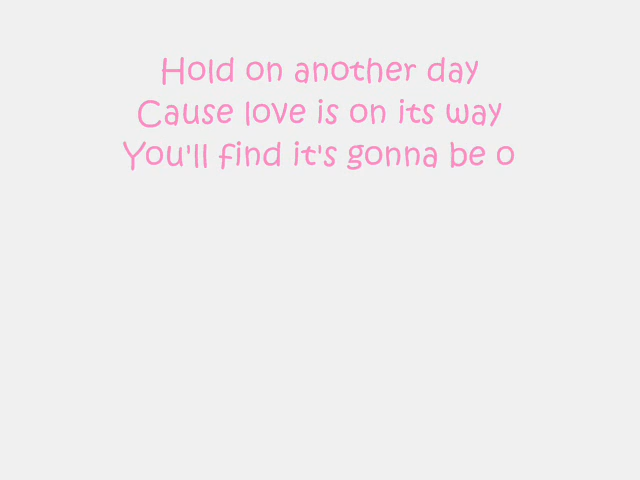 Hold on another day
Cause love is on its way
You'll find it's gonna be o